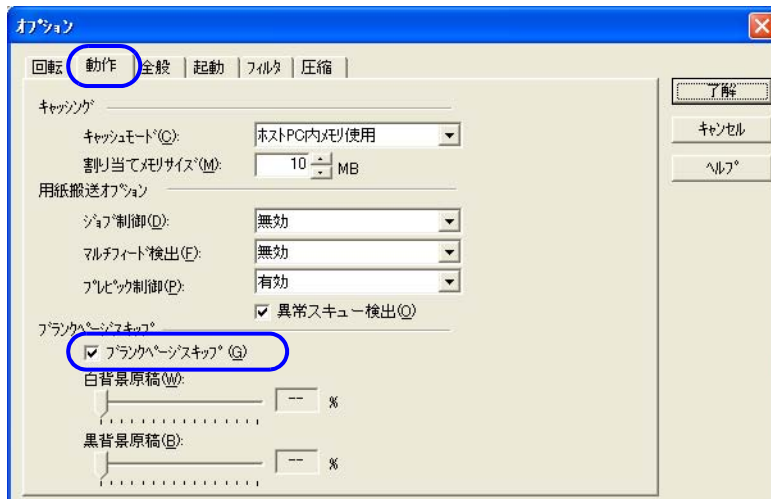 ｵﾌﾟｼｮﾝ
回転 動作 全般 起動 ﾌｨﾙﾀ 圧縮
了解
ｷｬｯｼﾝｸﾞ
ｷｬｯｼｭﾓｰﾄﾞ(C): ﾎｽﾄPC内ﾒﾓﾘ使用 ｷｬﾝｾﾙ
割り当てﾒﾓﾘｻｲｽﾞ(M): 10 MB ﾍﾙﾌﾟ
用紙搬送ｵﾌﾟｼｮﾝ
ｼﾞｮﾌﾞ制御(D): 無効
ﾏﾙﾁﾌｨｰﾄﾞ検出(F): 無効
ﾌﾟﾚﾋﾟｯｸ制御(P): 有効
異常スキュー検出(O)
ﾌﾞﾗﾝｸﾍﾟｰｼﾞｽｷｯﾌﾟ
ﾌﾞﾗﾝｸﾍﾟｰｼﾞｽｷｯﾌﾟ(G)
白背景原稿(W):
-- %
黒背景原稿(B):
-- %